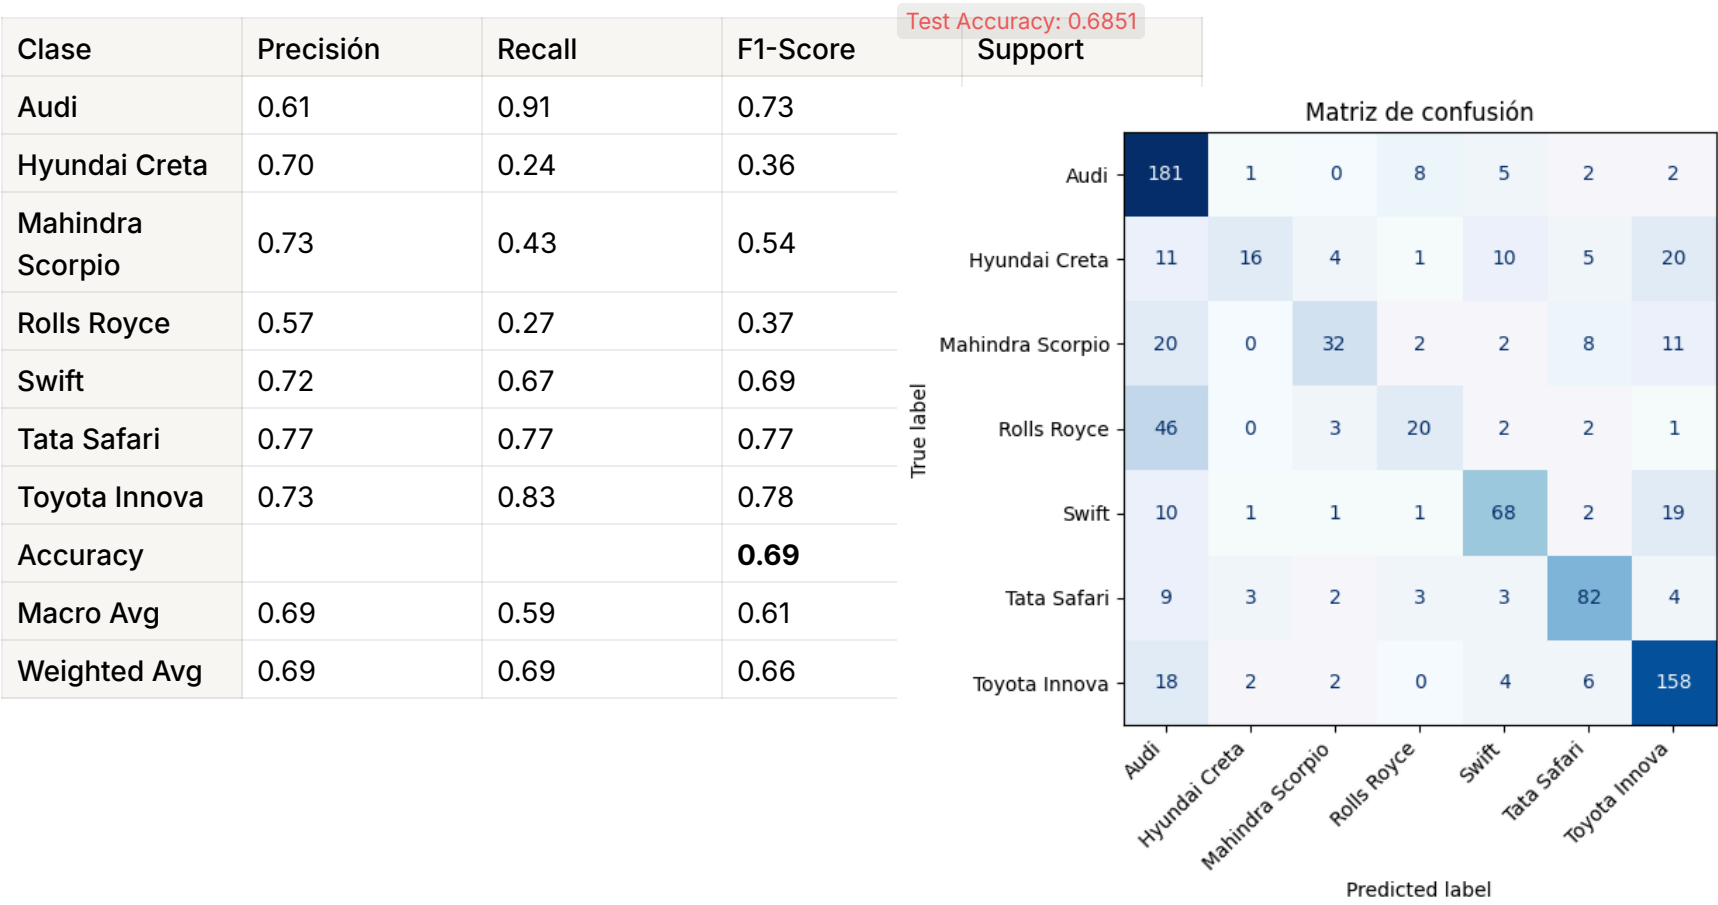 Test Accuracy: 0.6851
Clase Precisión Recall F1-Score Support
Audi 0.61 0.91 0.73
Hyundai Creta 0.70 0.24 0.36
Mahindra
Scorpio 0.73 0.43 0.54
Rolls Royce 0.57 0.27 0.37
Swift 0.72 0.67 0.69
Tata Safari 0.77 0.77 0.77
Toyota Innova 0.73 0.83 0.78
Accuracy 0.69
Macro Avg 0.69 0.59 0.61
Weighted Avg 0.69 0.69 0.66
Matriz de confusión
True label
Audi 181 1 0 8 5 2 2
Hyundai Creta 11 16 4 1 10 5 20
Mahindra Scorpio 20 0 32 2 2 8 11
Rolls Royce 46 0 3 20 2 2 1
Swift 10 1 1 1 68 2 19
Tata Safari 9 3 2 3 3 82 4
Toyota Innova 18 2 2 0 4 6 158
Audi
Hyundai Creta
Mahindra Scorpio
Rolls Royce
Swift
Tata Safari
Toyota Innova
Predicted label